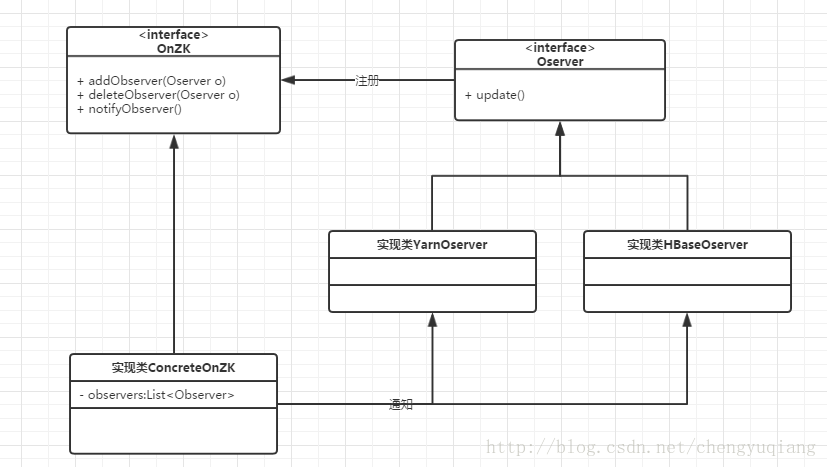 <interface>
OnZK
+ addObserver(Oserver o)
+ deleteObserver(Oserver o)
+ notifyObserver()
注册
<interface>
Oserver
+ update()
实现类YarnOserver
实现类HBaseOserver
实现类ConcreteOnZK
- observers:List<Observer>
通知
http://blog.csdn.net/chengyuqiang